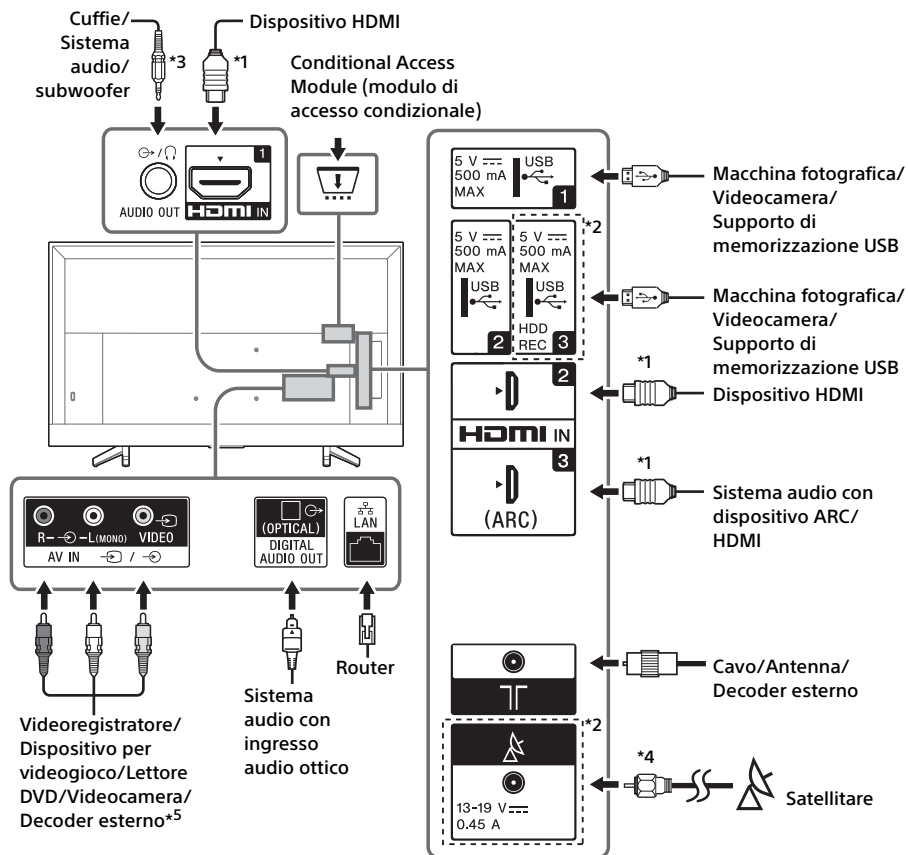 Cuffie/
Sistema
audio/
subwoofer
*3
*1
Dispositivo HDMI
Conditional Access
Module (modulo di
accesso condizionale)
AUDIO OUT
1
HDMI IN
5 V
500 mA
MAX
USB
1
Macchina fotografica/
Videocamera/
Supporto di
memorizzazione USB
*2
5 V
500 mA
MAX
USB
2
5 V
500 mA
MAX
USB
HDD
REC 3
Macchina fotografica/
Videocamera/
Supporto di
memorizzazione USB
2
HDMI IN
3
(ARC)
*1
Dispositivo HDMI
*1
Sistema audio con
dispositivo ARC/
HDMI
R- -L(MONO) VIDEO
AV IN /
(OPTICAL)
DIGITAL
AUDIO OUT
LAN
Videoregistratore/
Dispositivo per
videogioco/Lettore
DVD/Videocamera/
Decoder esterno*5
Sistema
audio con
ingresso
audio ottico
Router
Cavo/Antenna/
Decoder esterno
*2
13-19 V
0.45 A
*4
Satellitare